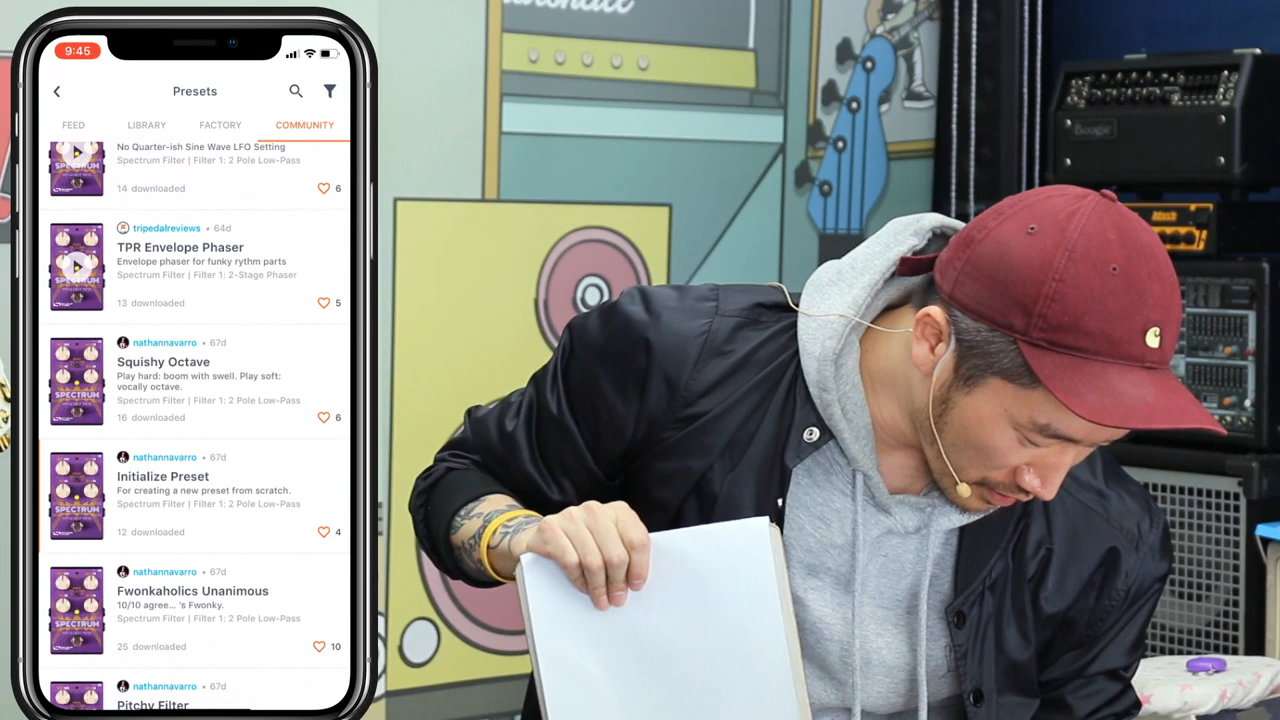 9:45
Presets
FEED
LIBRARY
FACTORY
COMMUNITY
No Quarter-ish Sine Wave LFO Setting
Spectrum Filter | Filter 1: 2 Pole Low-Pass
14 downloaded
6
SPECTRUM
tripedalreviews • 64d
TPR Envelope Phaser
Envelope phaser for funky rythm parts
Spectrum Filter | Filter 1: 2-Stage Phaser
13 downloaded
5
SPECTRUM
nathannavarro • 67d
Squishy Octave
Play hard: boom with swell. Play soft:
vocally octave.
Spectrum Filter | Filter 1: 2 Pole Low-Pass
16 downloaded
6
SPECTRUM
nathannavarro • 67d
Initialize Preset
For creating a new preset from scratch.
Spectrum Filter | Filter 1: 2 Pole Low-Pass
12 downloaded
4
SPECTRUM
nathannavarro • 67d
Fwonkaholics Unanimous
10/10 agree... 's Fwonky.
Spectrum Filter | Filter 1: 2 Pole Low-Pass
25 downloaded
10
SPECTRUM
nathannavarro • 67d
Pitchy Filter
Boogie